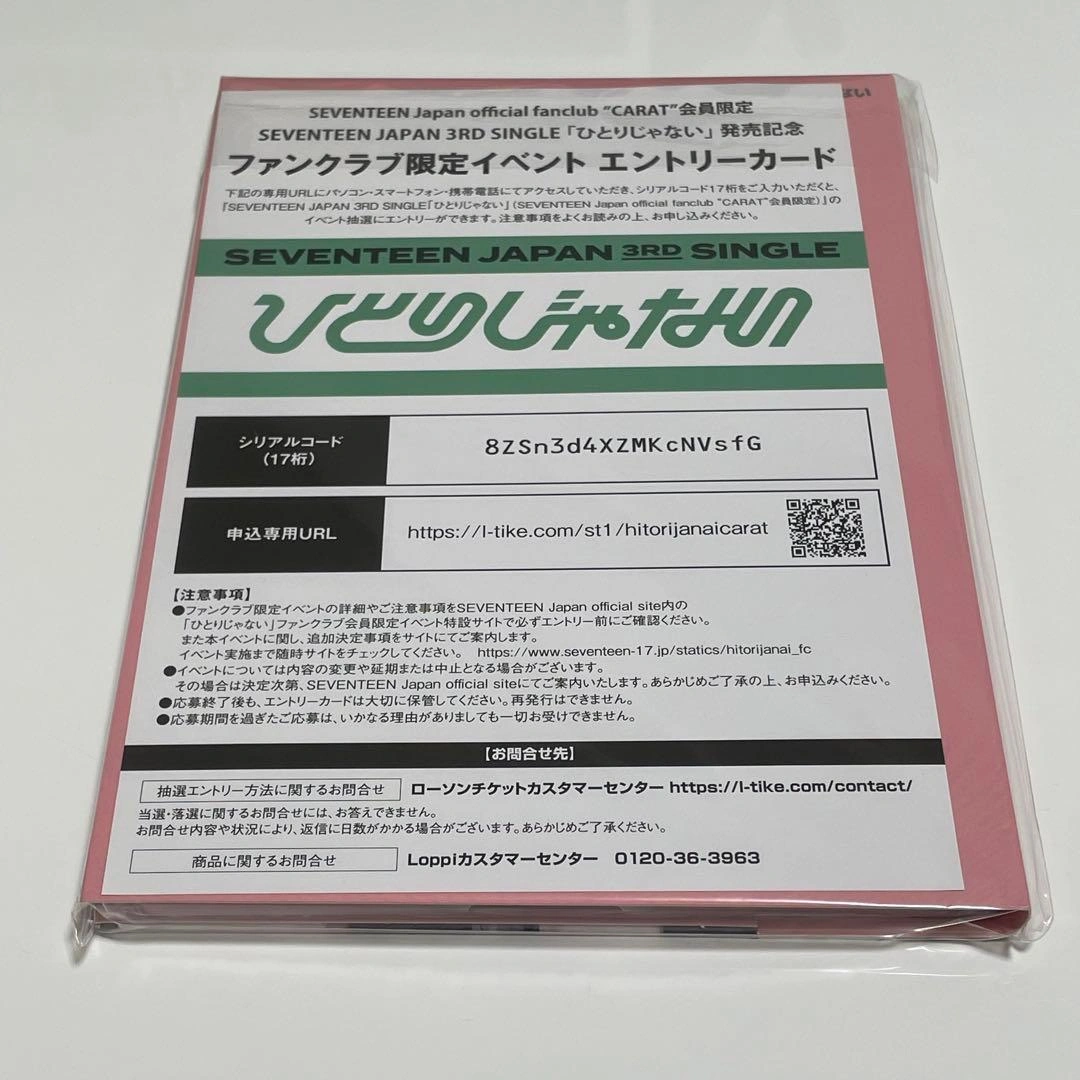 SEVENTEEN Japan official fanclub “CARAT”会員限定
SEVENTEEN JAPAN 3RD SINGLE「ひとりじゃない」発売記念
ファンクラブ限定イベント エントリーカード
下記の専用URLにパソコン・スマートフォン・携帯電話にてアクセスしていただき、シリアルコード17桁をご入力いただくと、
「SEVENTEEN JAPAN 3RD SINGLE「ひとりじゃない」(SEVENTEEN Japan official fanclub “CARAT”会員限定)」の
イベント抽選にエントリーができます。注意事項をよくお読みの上、お申し込みください。
SEVENTEEN JAPAN 3RD SINGLE
ひとりじゃない
シリアルコード
(17桁)
8ZSn3d4XZMKcNVsfG
申込専用URL
https://l-tike.com/st1/hitorijanaicarat
【注意事項】
●ファンクラブ限定イベントの詳細やご注意事項をSEVENTEEN Japan official site内の
「ひとりじゃない」ファンクラブ会員限定イベント特設サイトで必ずエントリー前にご確認ください。
また本イベントに関し、追加決定事項をサイトにてご案内します。
イベント実施まで随時サイトをチェックしてください。 https://www.seventeen-17.jp/statics/hitorijanai_fc
●イベントについては内容の変更や延期または中止となる場合がございます。
その場合は決定次第、SEVENTEEN Japan official siteにてご案内いたします。あらかじめご了承の上、お申込みください。
●応募終了後も、エントリーカードは大切に保管してください。再発行はできません。
●応募期間を過ぎたご応募は、いかなる理由がありましても一切お受けできません。
【お問合せ先】
抽選エントリー方法に関するお問合せ ローソンチケットカスタマーセンター https://l-tike.com/contact/
当選・落選に関するお問合せには、お答えできません。
お問合せ内容や状況により、返信に日数がかかる場合がございます。あらかじめご了承ください。
商品に関するお問合せ Loppiカスタマーセンター 0120-36-3963